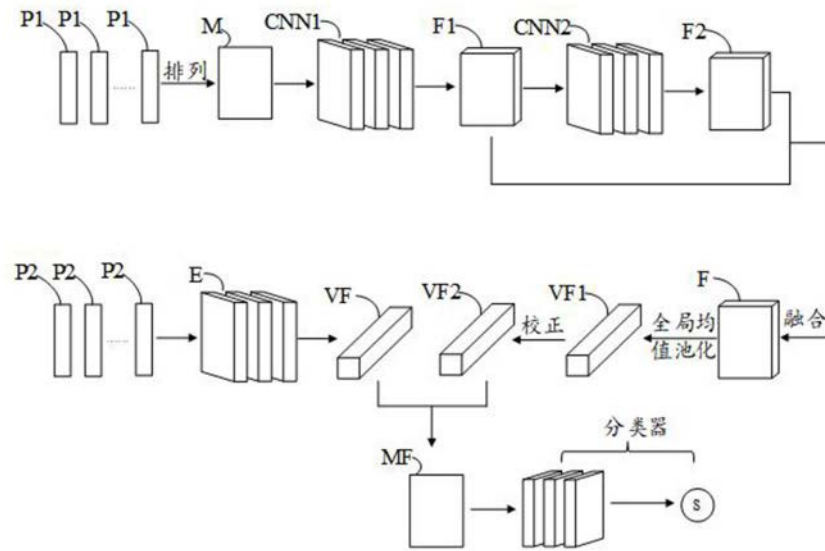 P1 P1 P1 M CNN1 F1 CNN2 F2
排列
P2 P2 P2 E VF VF2 VF1 F
校正 全局均 融合
值池化
分类器
MF
S